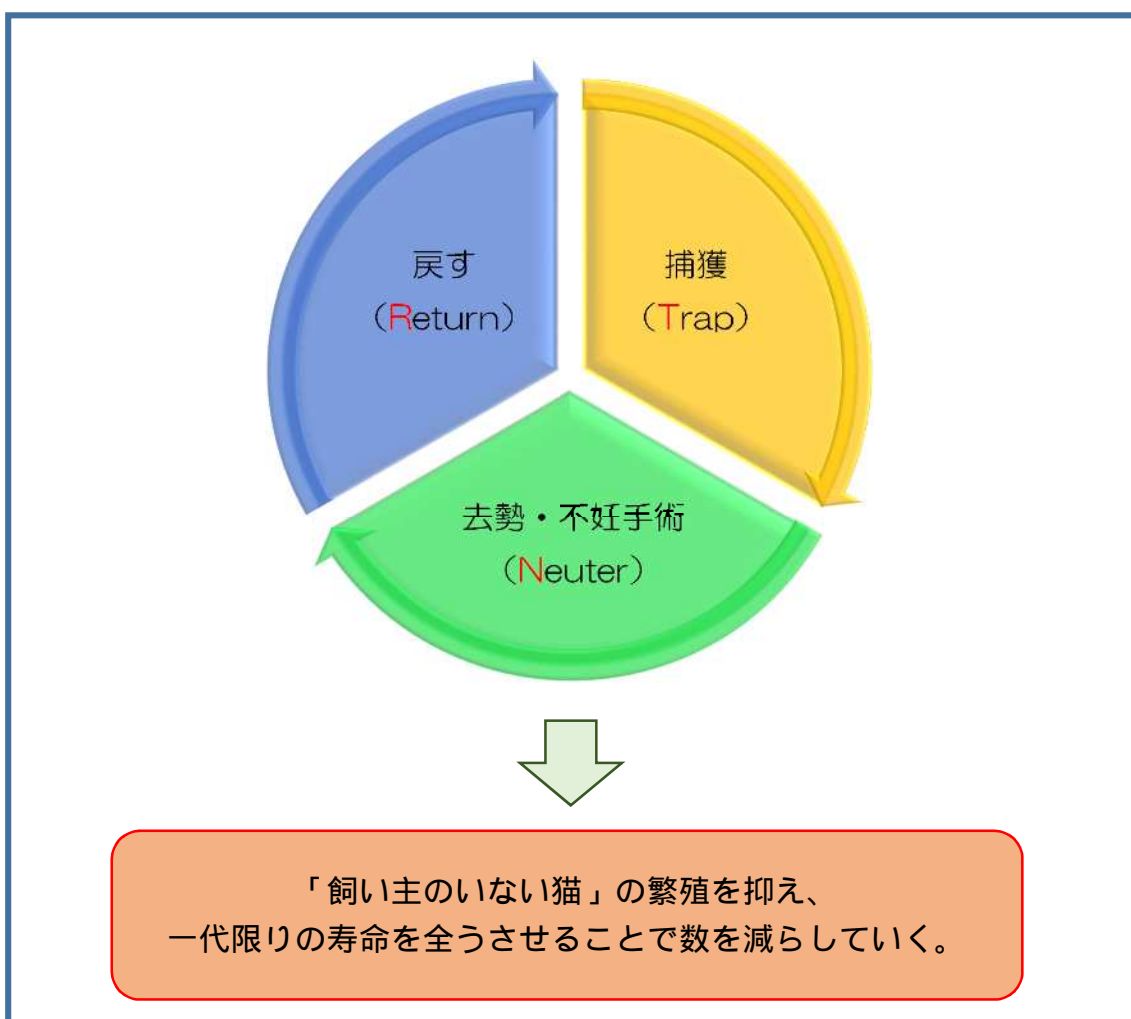 捕獲
（Trap）
去勢・不妊手術
（Neuter）
戻す
（Return）
「飼い主のいない猫」の繁殖を抑え、
一代限りの寿命を全うさせることで数を減らしていく。